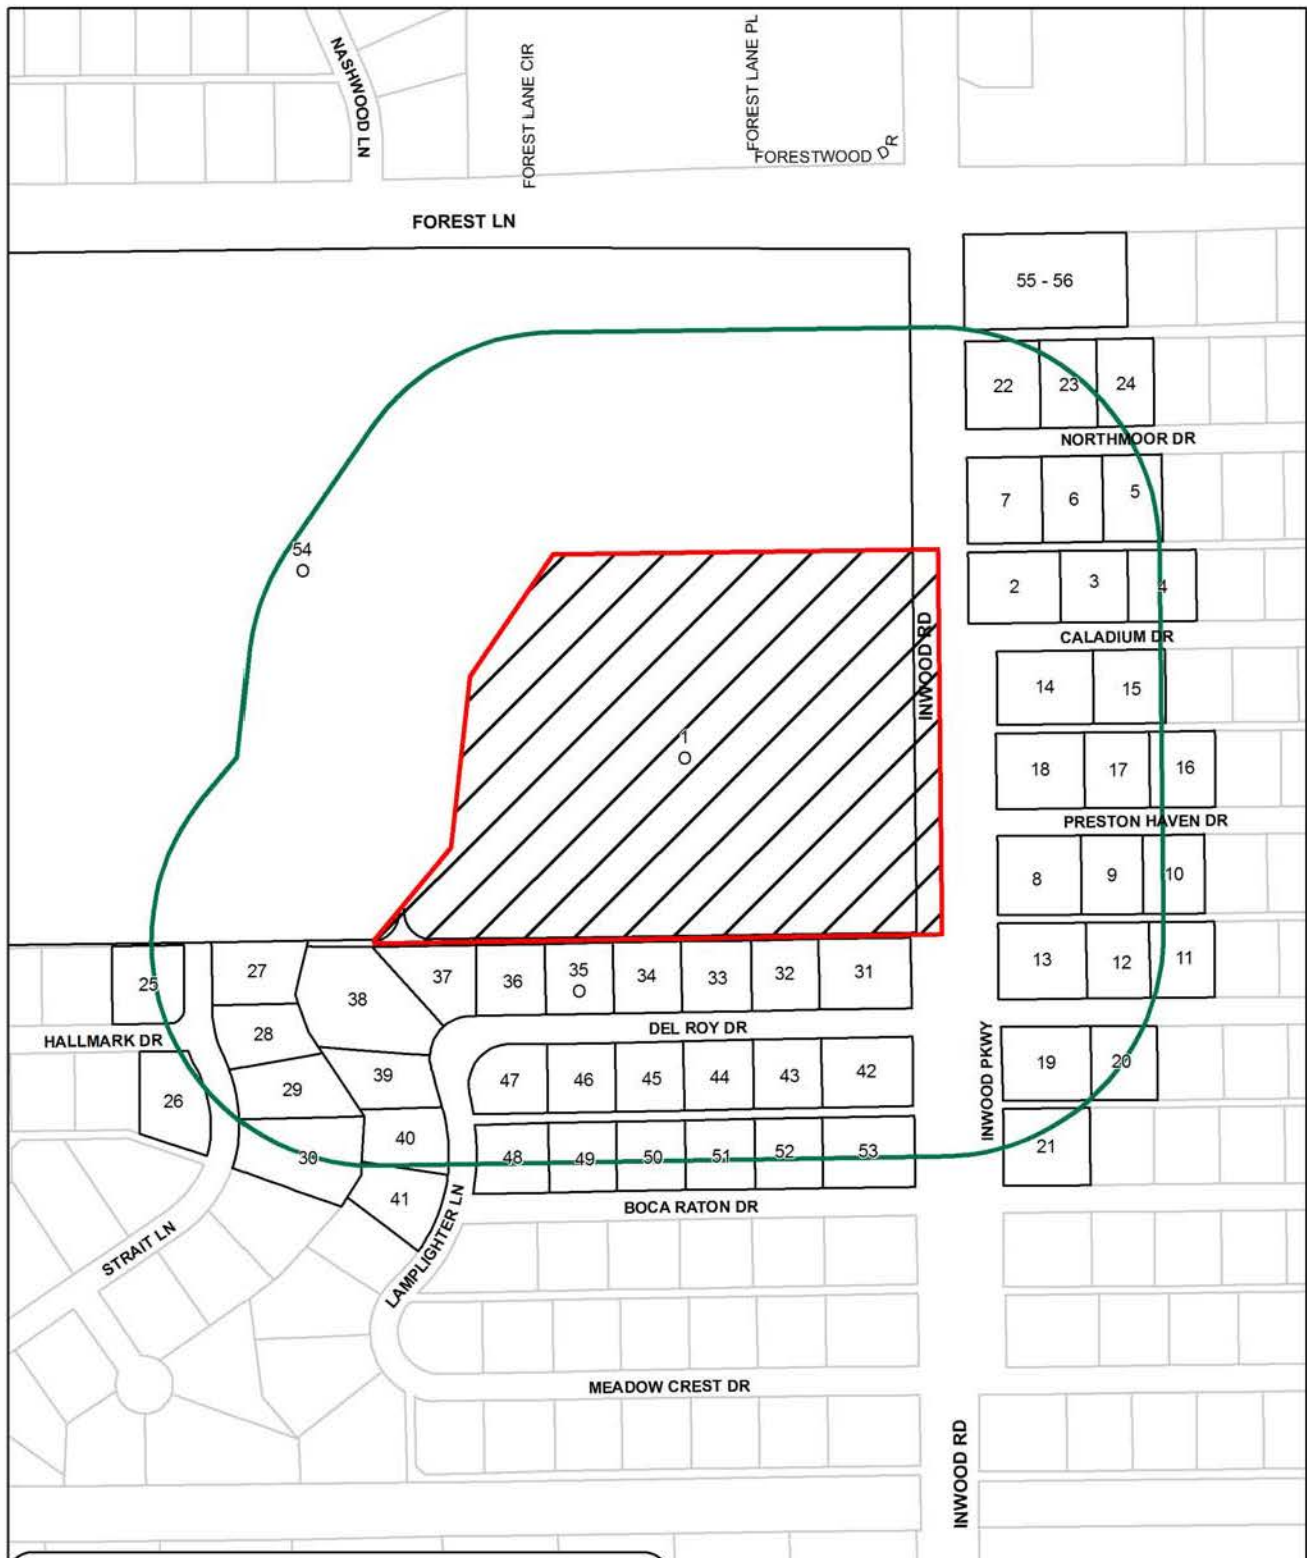 NASHWOOD LN
FOREST LANE CIR
FOREST LANE PL
FORESTWOOD DR
FOREST LN
55 - 56
22
23
24
NORTHMOOR DR
7
6
5
54
O
2
3
4
CALADIUM DR
INWOOD RD
14
15
1
O
18
17
16
PRESTON HAVEN DR
8
9
10
13
12
11
25
27
38
37
36
35
O
34
33
32
31
HALLMARK DR
28
DEL ROY DR
INWOOD PKWY
19
20
26
29
39
47
46
45
44
43
42
40
30
48
49
50
51
52
53
21
41
BOCA RATON DR
STRAIT LN
LAMPLIGHTER LN
MEADOW CREST DR
INWOOD RD